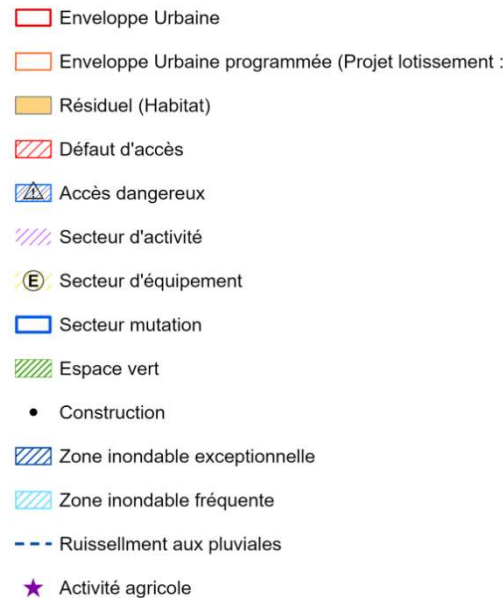 Enveloppe Urbaine
Enveloppe Urbaine programmée (Projet lotissement :
Résiduel (Habitat)
Défaut d'accès
Accès dangereux
Secteur d'activité
E Secteur d'équipement
Secteur mutation
Espace vert
Construction
Zone inondable exceptionnelle
Zone inondable fréquente
Ruissellment aux pluviales
Activité agricole